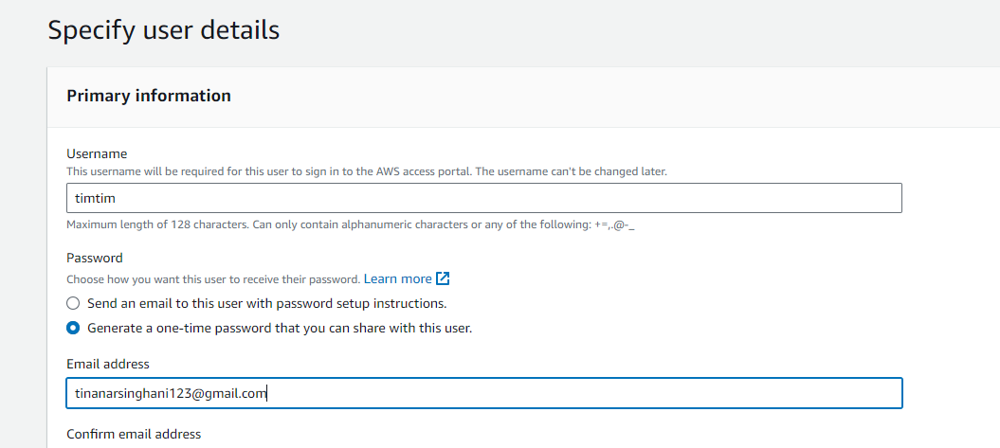 Specify user details
Primary information
Username
This username will be required for this user to sign in to the AWS access portal. The username can't be changed later.
timtim
Maximum length of 128 characters. Can only contain alphanumeric characters or any of the following: +=,.@-_
Password
Choose how you want this user to receive their password. Learn more
Send an email to this user with password setup instructions.
Generate a one-time password that you can share with this user.
Email address
tinanarsinghani123@gmail.com
Confirm email address